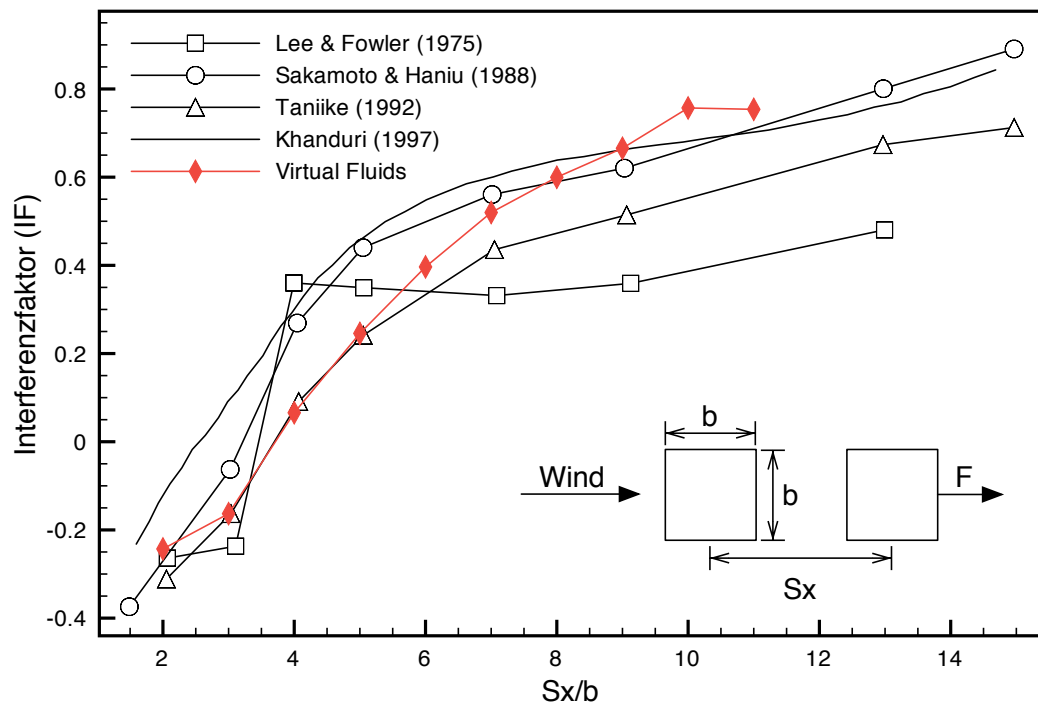 Lee & Fowler (1975)
Sakamoto & Haniu (1988)
Taniike (1992)
Khanduri (1997)
Virtual Fluids
Interferenzfaktor (IF)
0.8
0.6
0.4
0.2
0
-0.2
-0.4
b
Wind
b
F
Sx
2 4 6 8 10 12 14
Sx/b